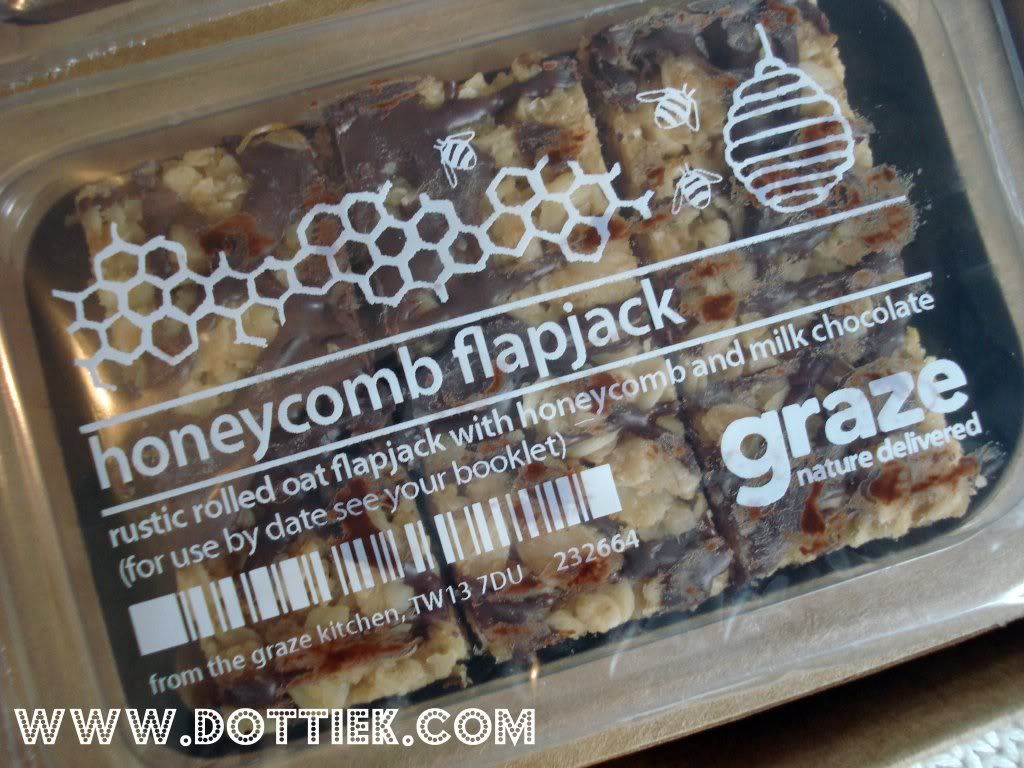 honeycomb flapjack
rustic rolled oat flapjack with honeycomb and milk chocolate
(for use by date see your booklet)
graze
nature delivered
232664
from the graze kitchen, TW13 7DU
WWW.DOTTIEK.COM